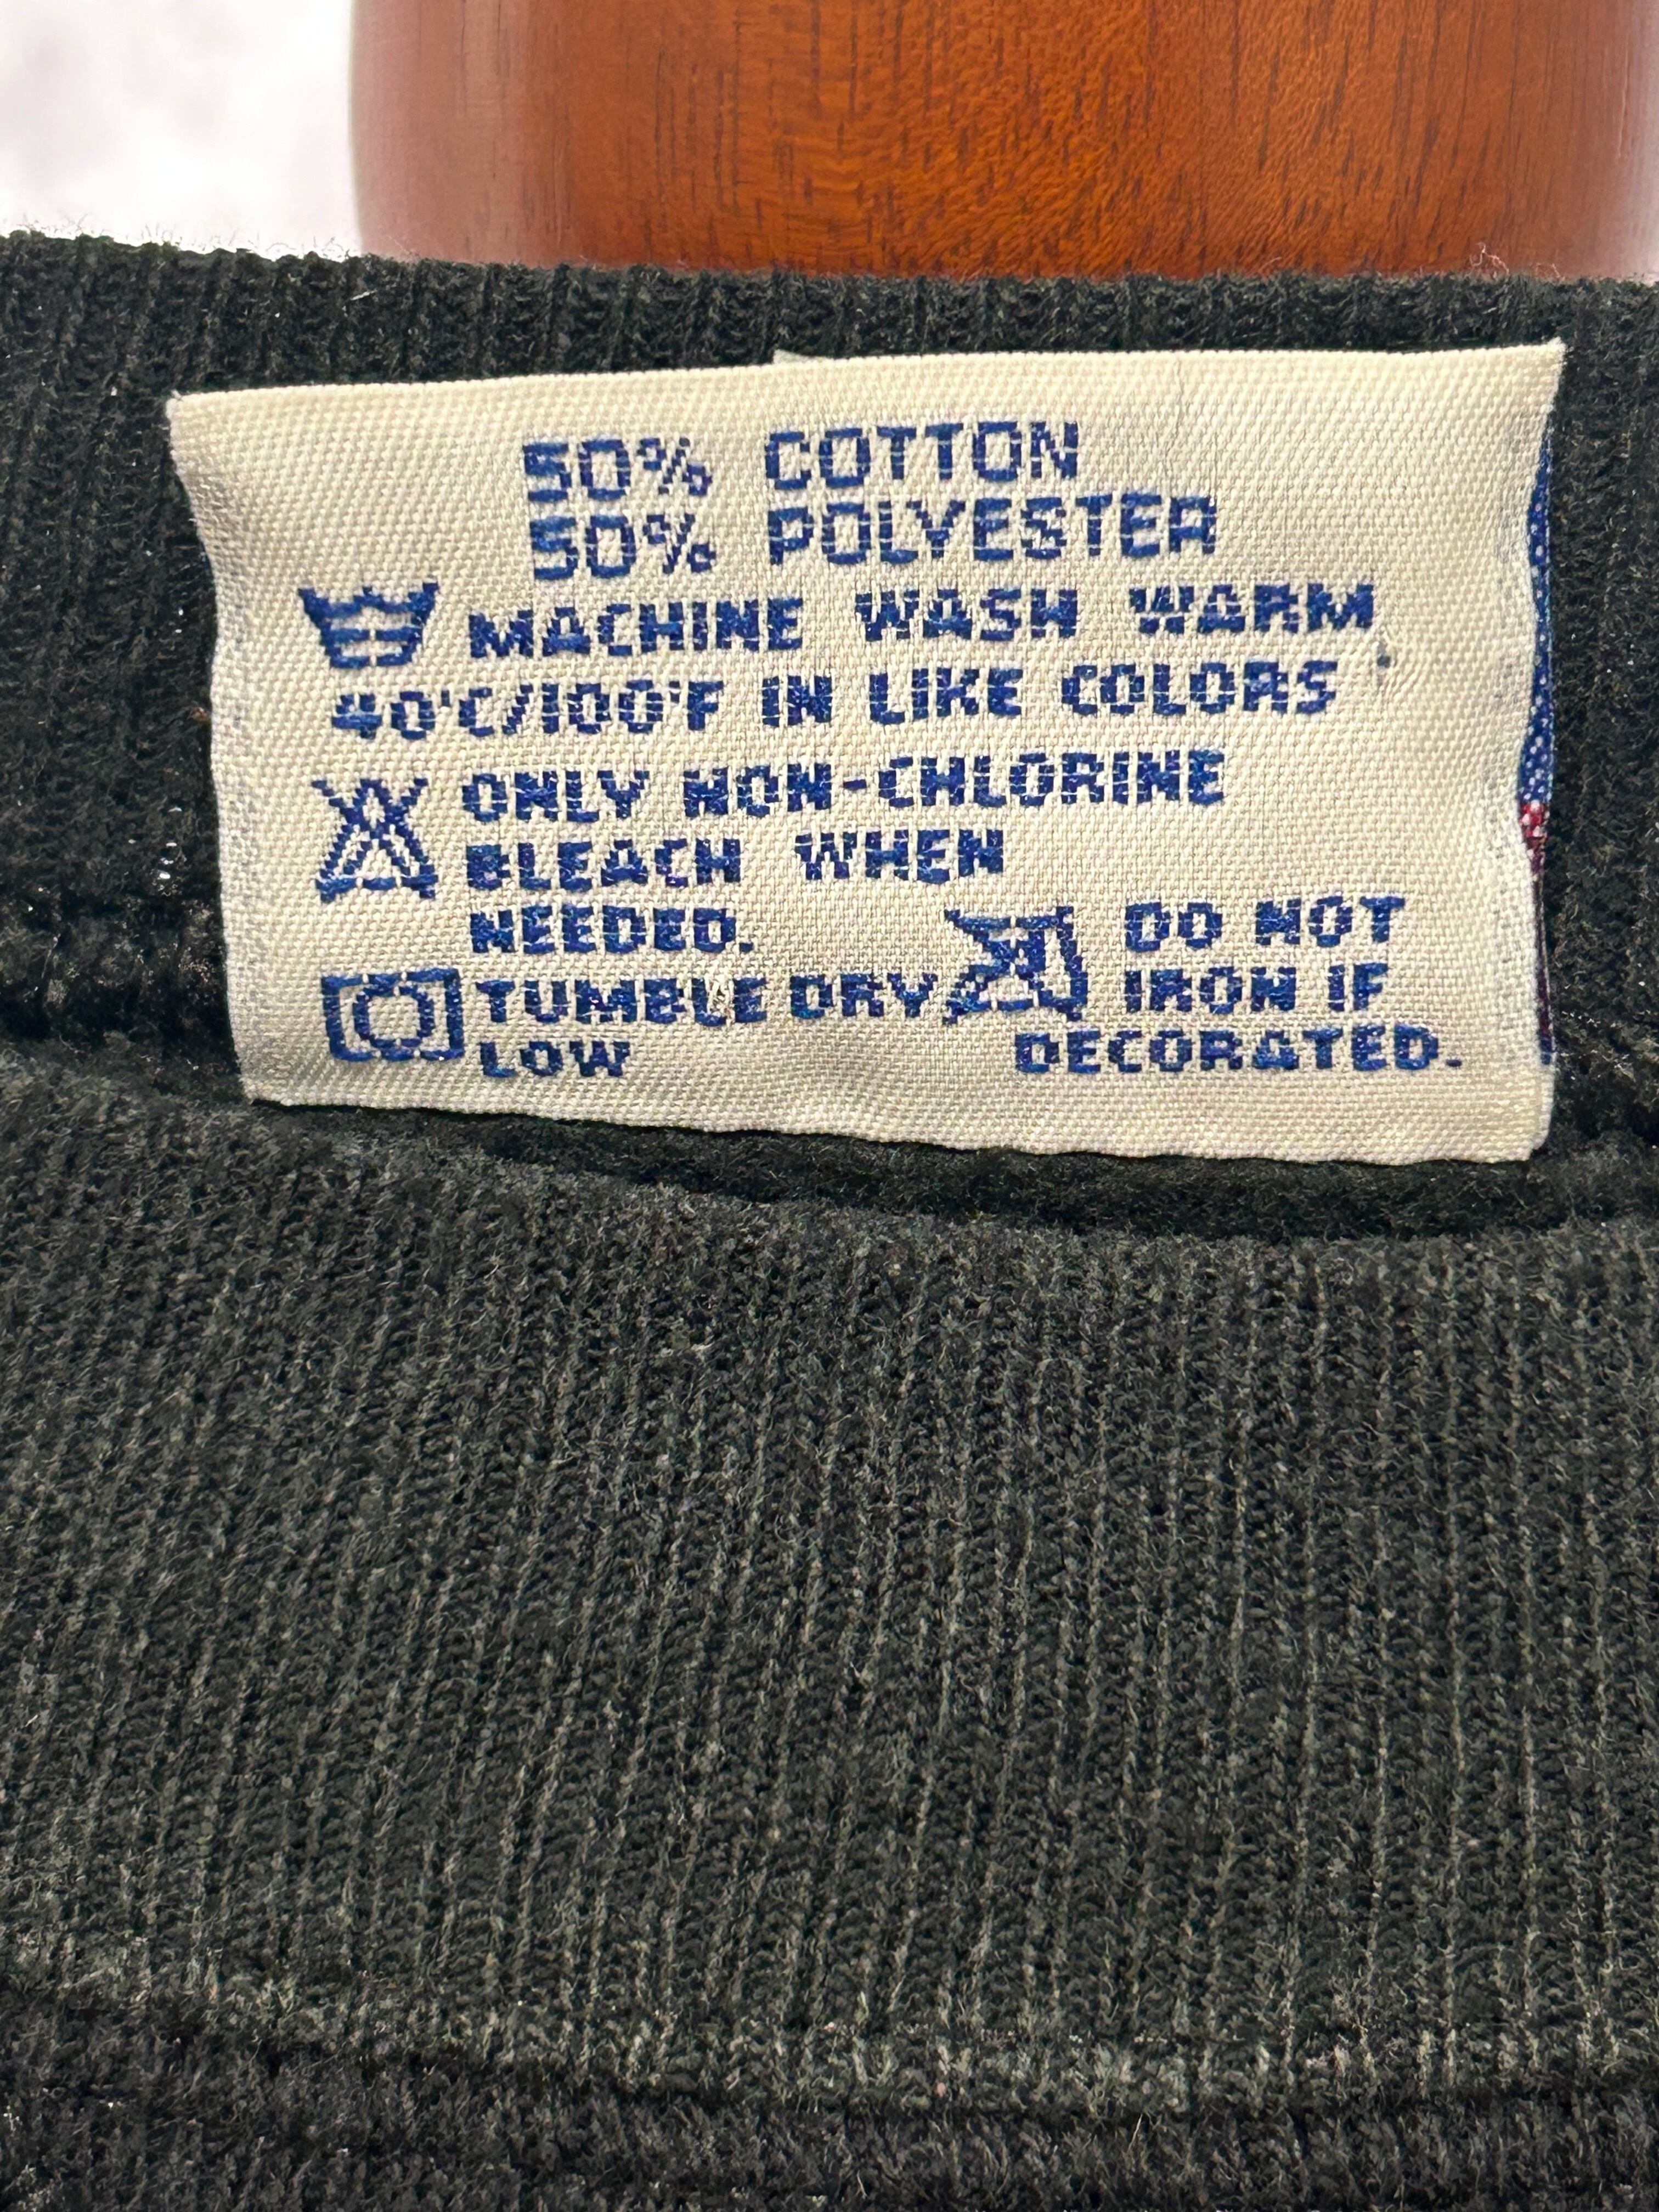 50% COTTON
50% POLYESTER
MACHINE WASH WARM
40°C/100°F IN LIKE COLORS
ONLY NON-CHLORINE
BLEACH WHEN
NEEDED.
TUMBLE DRY
LOW
DO NOT
IRON IF
DECORATED.